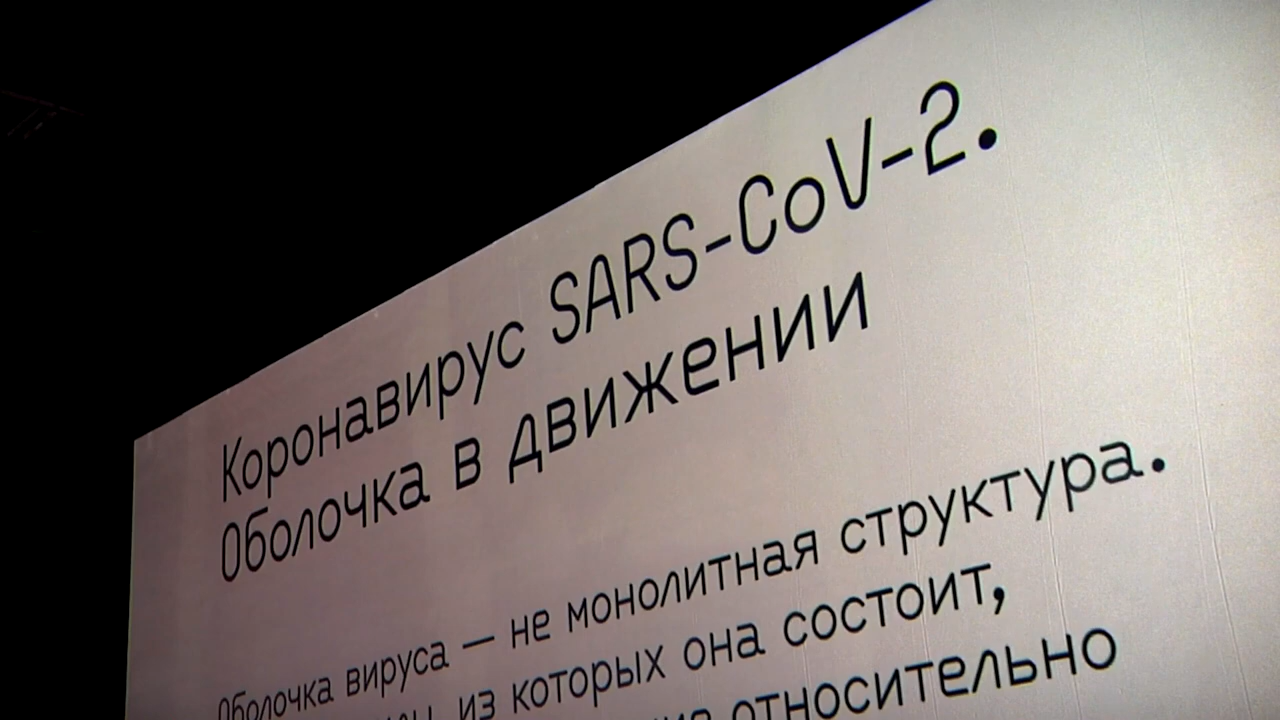 Коронавирус SARS-CoV-2.
Оболочка в движении
Оболочка вируса — не монолитная структура.
из которых она состоит,
относительно